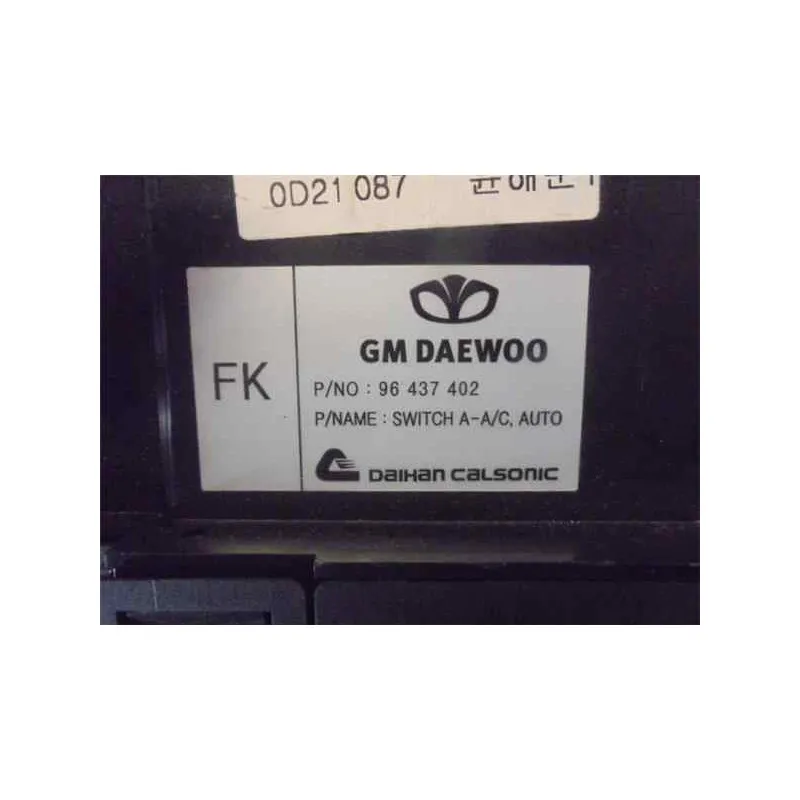 0D21 087
FK
GM DAEWOO
P/NO : 96 437 402
P/NAME : SWITCH A-A/C, AUTO
DAIHAN CALSONIC